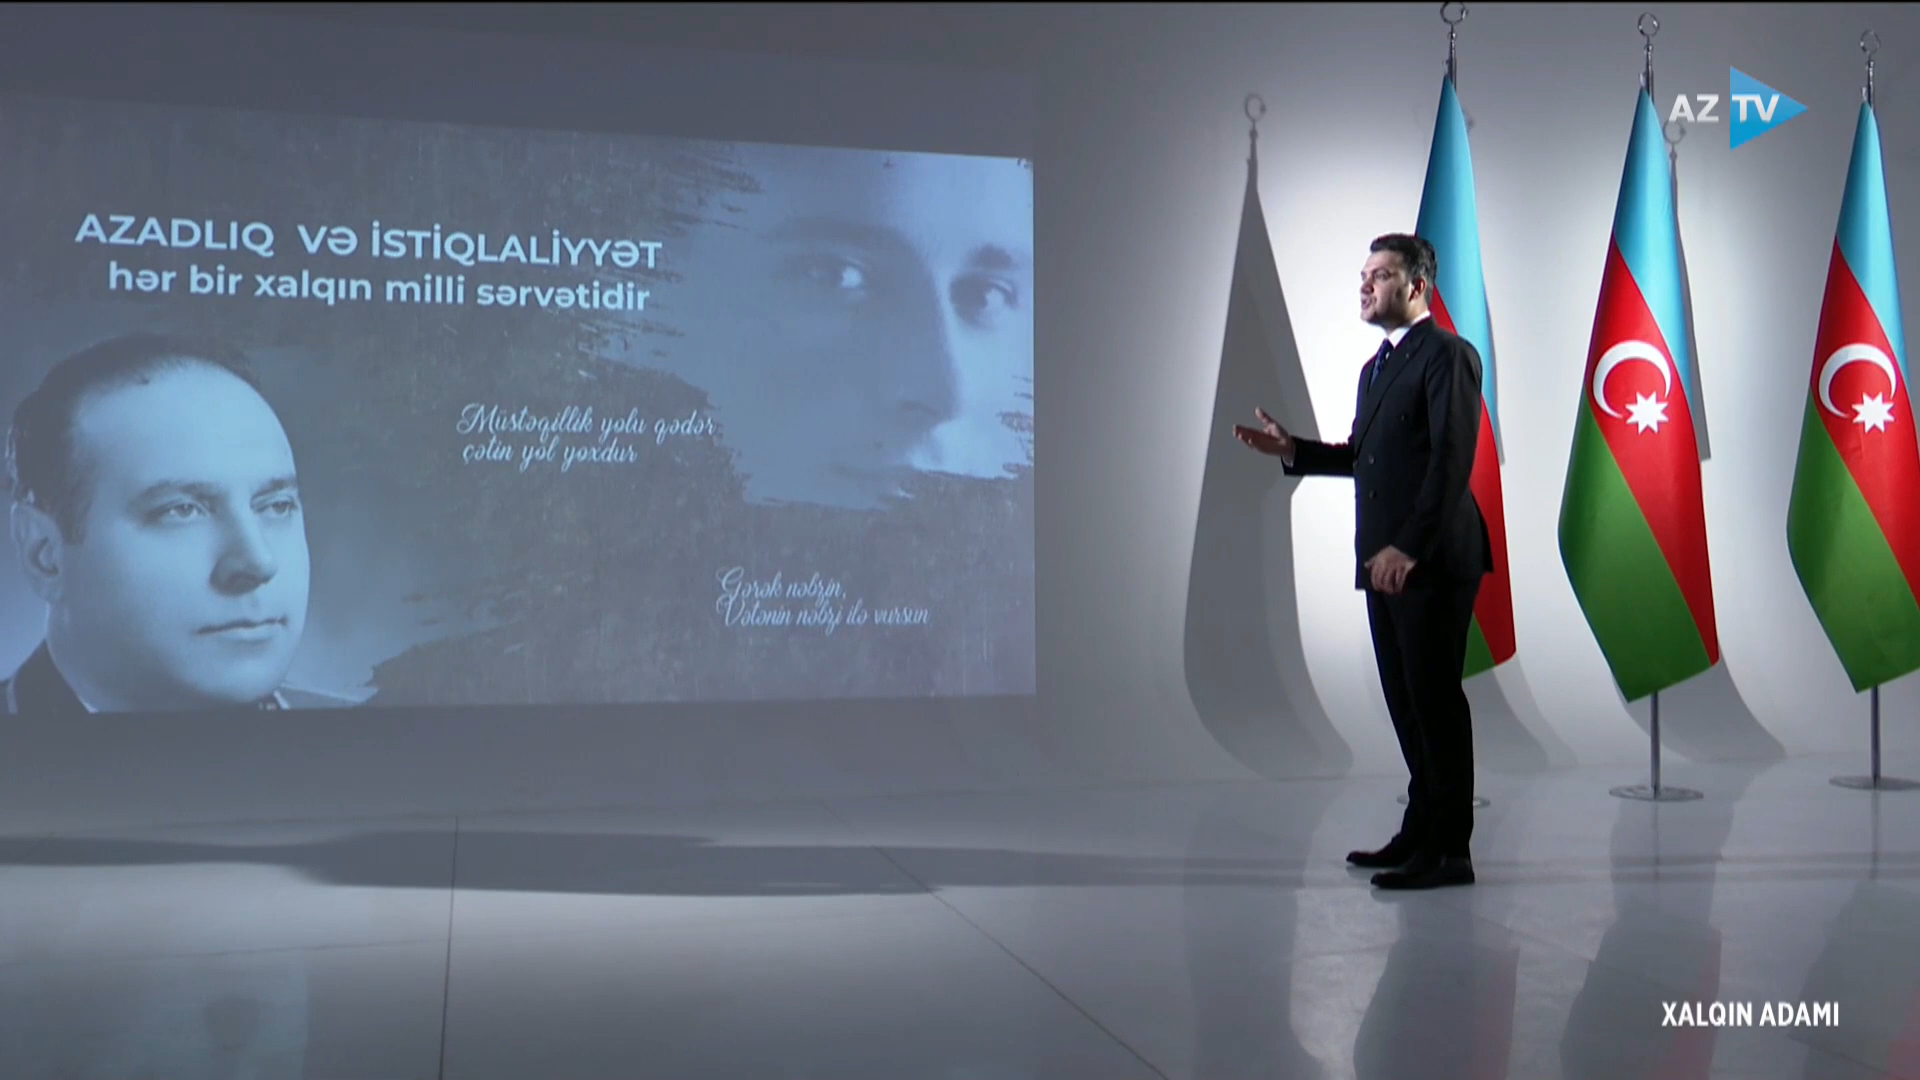 AZ TV
AZADLIQ VƏ İSTİQLALİYYƏT
hər bir xalqın milli sərvətidir
Müstəqillik yolu qədər
çətin yol yoxdur
Gərək nəbzin,
Vətənin nəbzi ilə vursun
XALQIN ADAMI